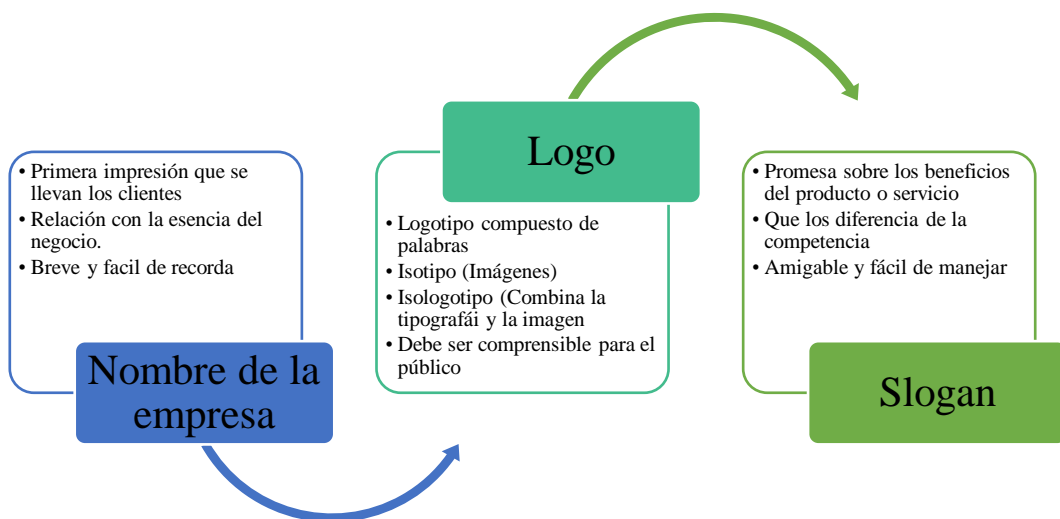 • Primera impresión que se
llevan los clientes
• Relación con la esencia del
negocio.
• Breve y facil de recorda
Nombre de la
empresa
Logo
• Logotipo compuesto de
palabras
• Isotipo (Imágenes)
• Isologotipo (Combina la
tipografái y la imagen
• Debe ser comprensible para el
público
• Promesa sobre los beneficios
del producto o servicio
• Que los diferencia de la
competencia
• Amigable y fácil de manejar
Slogan